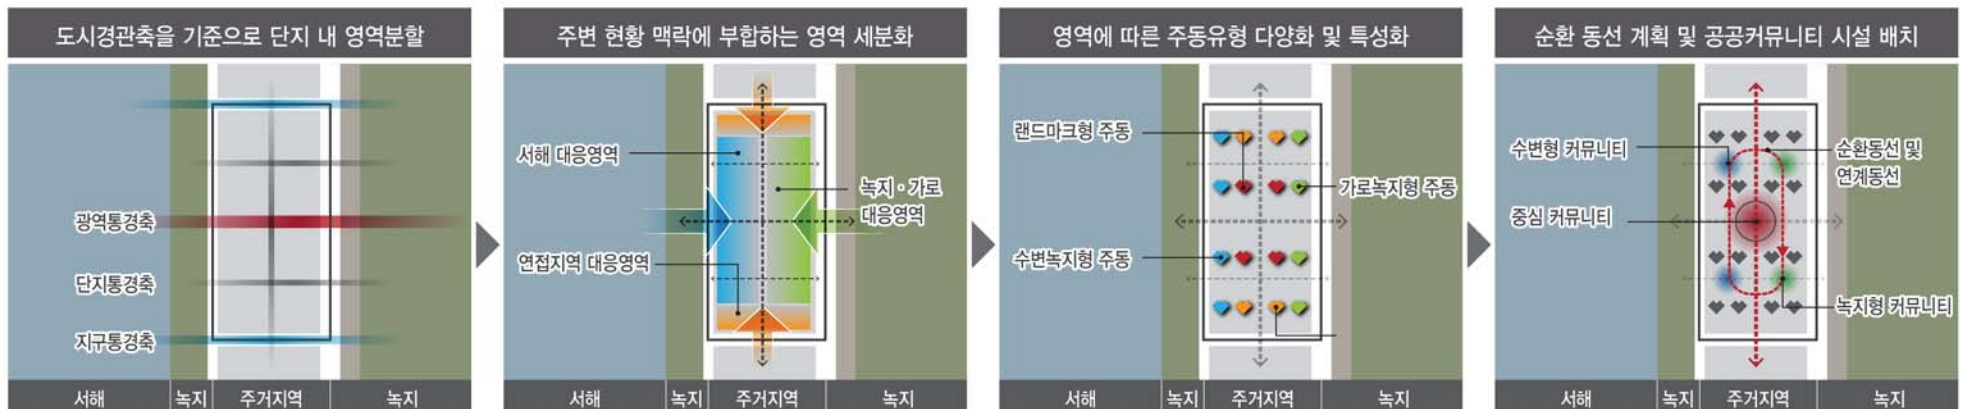 도시경관축을 기준으로 단지 내 영역분할
광역통경축
단지통경축
지구통경축
서해 녹지 주거지역 녹지
주변 현황 맥락에 부합하는 영역 세분화
서해 대응영역
녹지·가로
대응영역
연접지역 대응영역
서해 녹지 주거지역 녹지
영역에 따른 주동유형 다양화 및 특성화
랜드마크형 주동
가로녹지형 주동
수변녹지형 주동
서해 녹지 주거지역 녹지
순환 동선 계획 및 공공커뮤니티 시설 배치
수변형 커뮤니티
순환동선 및
연계동선
중심 커뮤니티
녹지형 커뮤니티
서해 녹지 주거지역 녹지